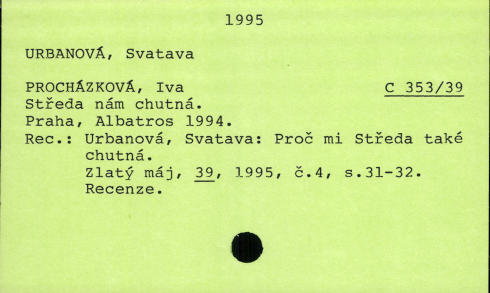 1995
URBANOVÁ, Svatava
PROCHÁZKOVÁ, Iva C 353/39
Středa nám chutná.
Praha, Albatros 1994.
Rec.: Urbanová, Svatava: Proč mi Středa také
chutná.
Zlatý máj, 39, 1995, č.4, s.31-32.
Recenze.